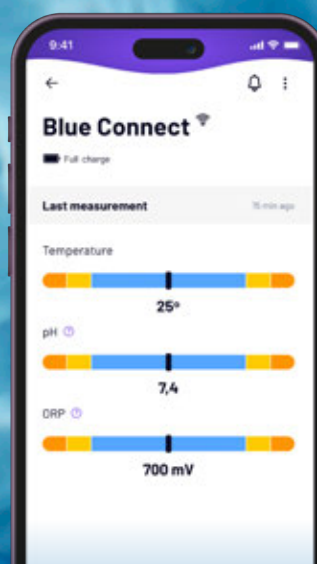 9:41
Blue Connect
Full charge
Last measurement 15 min ago
Temperature
25°
pH
7,4
ORP
700 mV